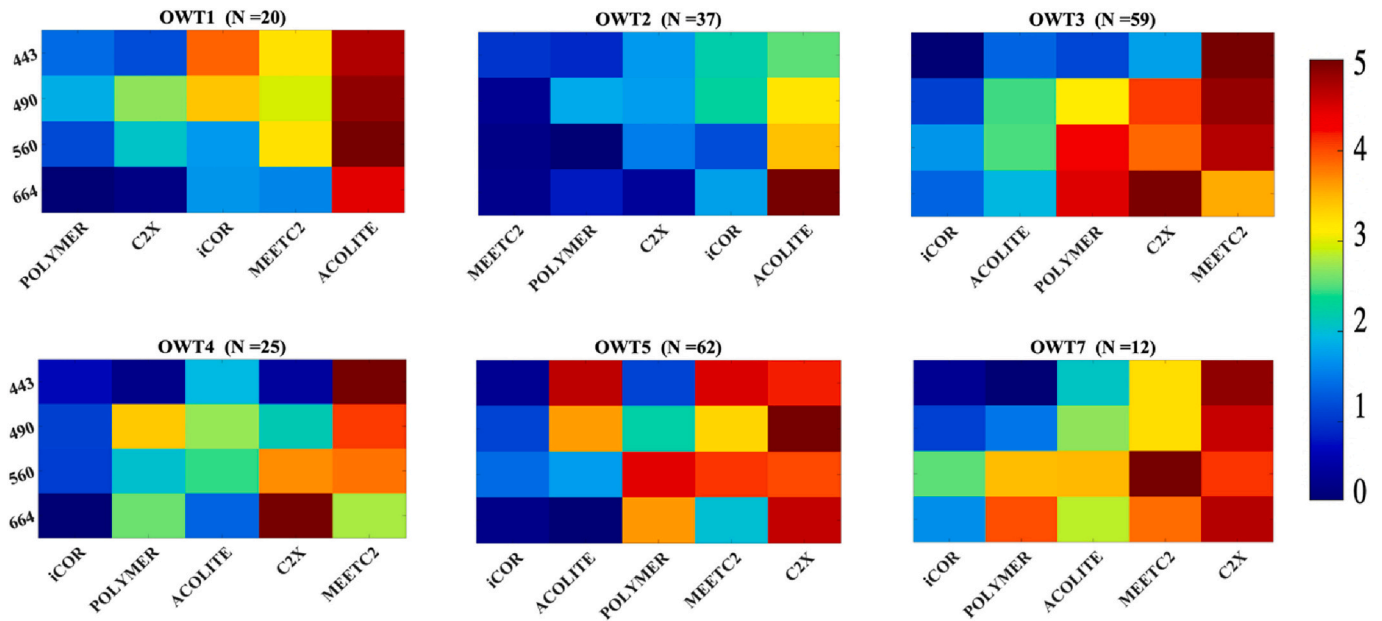 OWT1 (N =20)
OWT2 (N =37)
OWT3 (N =59)
443
490
560
664
POLYMER
C2X
iCOR
MEETC2
ACOLITE
MEETC2
POLYMER
C2X
iCOR
ACOLITE
iCOR
ACOLITE
POLYMER
C2X
MEETC2
5
4
3
2
1
0
OWT4 (N =25)
OWT5 (N =62)
OWT7 (N =12)
443
490
560
664
iCOR
POLYMER
ACOLITE
C2X
MEETC2
iCOR
ACOLITE
POLYMER
MEETC2
C2X
iCOR
POLYMER
ACOLITE
MEETC2
C2X